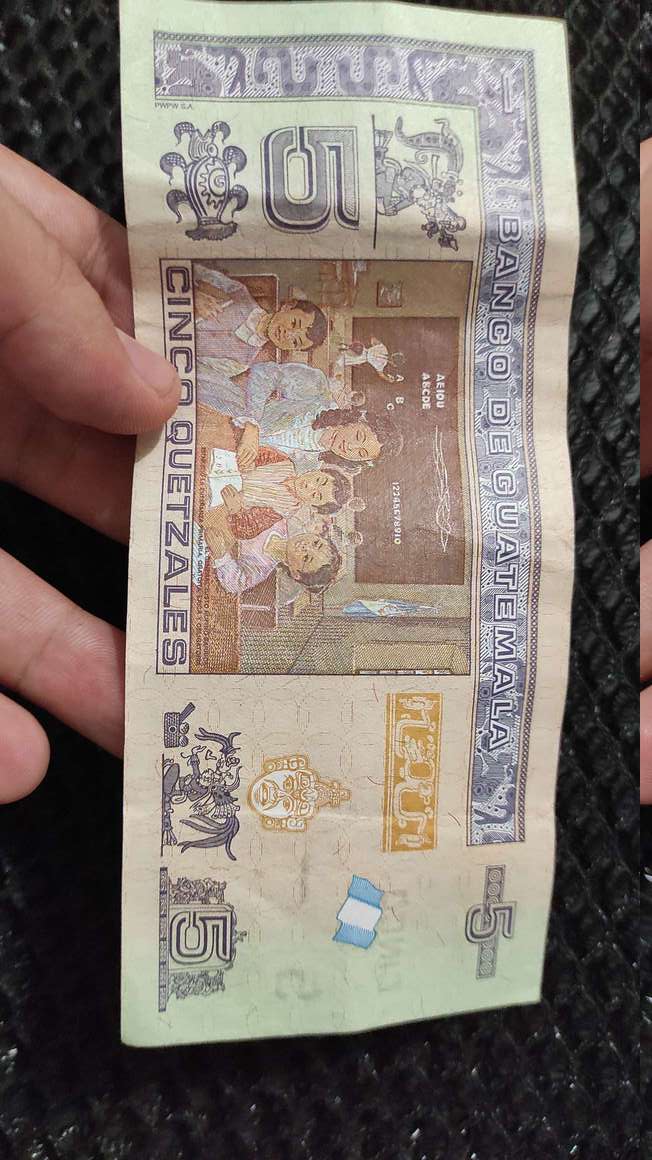 BANCO DE GUATEMALA
PWPW S.A.
5
AEIOU
ABCDE
A B C
12345678910
CINCO QUETZALES
5
5